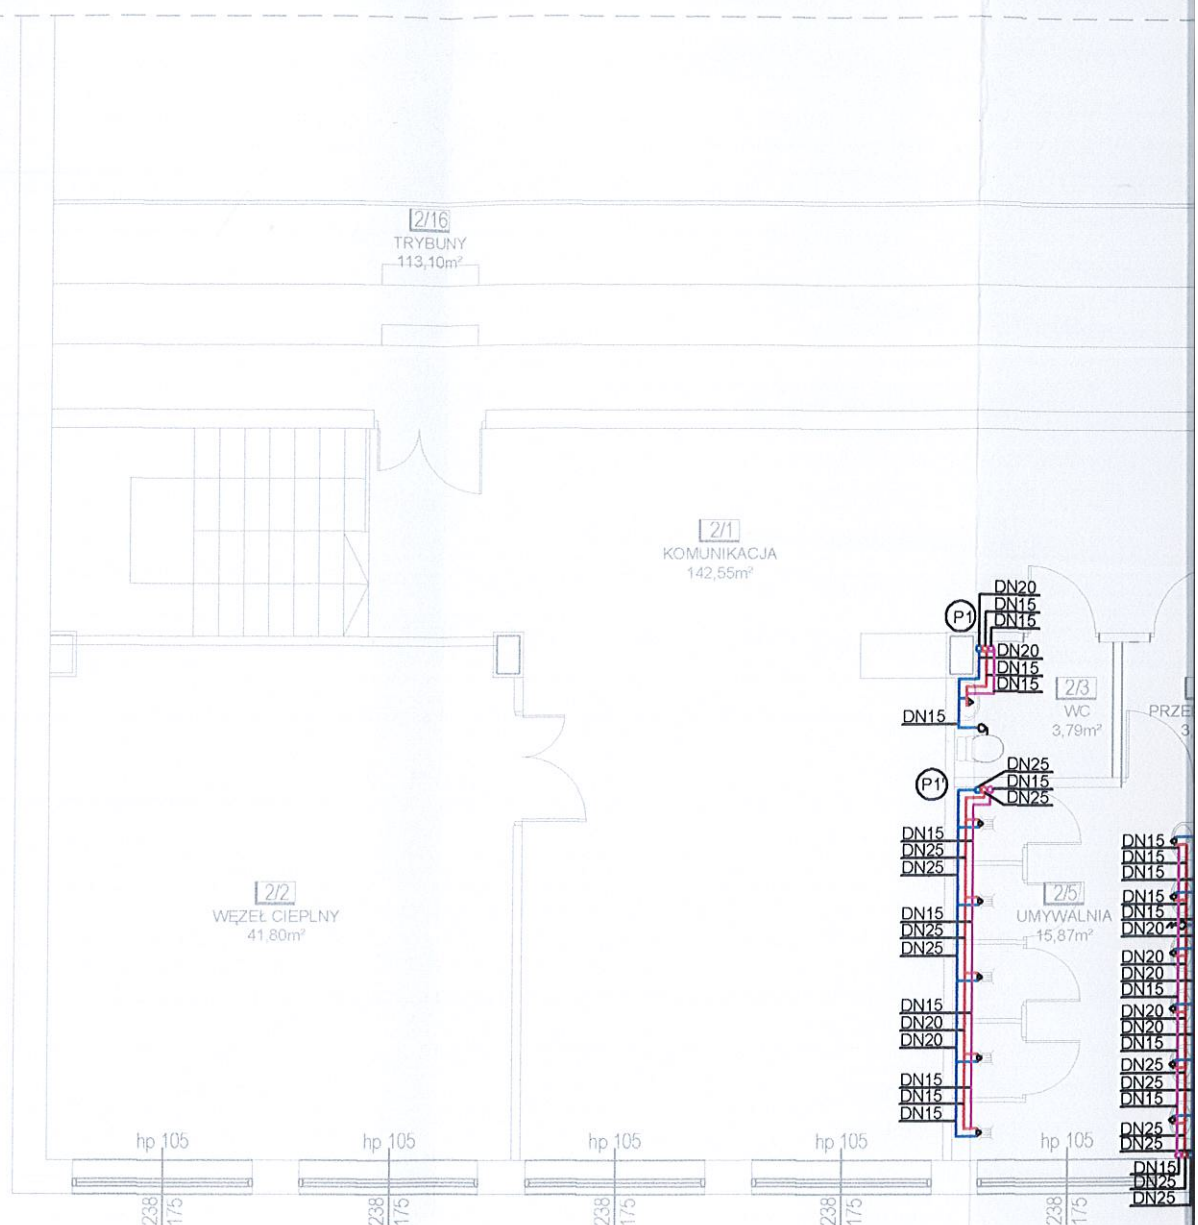 2/16
TRYBUNY
113,10m²
2/1
KOMUNIKACJA
142,55m²
DN20
DN15
DN15
P1
DN20
DN15
DN15
2/3
WC
3,79m²
PRZE
3
DN15
DN25
DN15
DN25
P1'
DN15
DN25
DN25
DN15
DN15
DN15
2/2
WĘZEŁ CIEPLNY
41,80m²
2/5
UMYWALNIA
15,87m²
DN15
DN25
DN25
DN15
DN15
DN20
DN20
DN20
DN15
DN15
DN20
DN20
DN20
DN20
DN15
DN25
DN25
DN15
DN15
DN15
DN15
DN25
DN25
DN15
DN25
DN25
hp 105
hp 105
hp 105
hp 105
hp 105
238
175
238
175
238
175
238
175
238
175